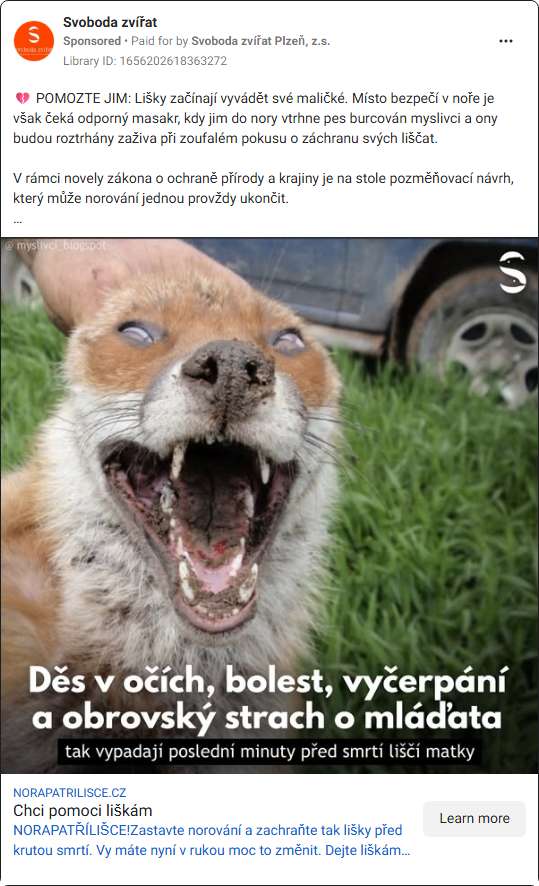 Svoboda zvířat
Sponsored • Paid for by Svoboda zvířat Plzeň, z.s.
Library ID: 1656202618363272
💔 POMOZTE JIM: Lišky začínají vyvádět své maličké. Místo bezpečí v noře je
však čeká odporný masakr, kdy jim do nory vtrhne pes burcován myslivci a ony
budou roztrhány zaživa při zoufalém pokusu o záchranu svých liščat.
V rámci novely zákona o ochraně přírody a krajiny je na stole pozměňovací návrh,
který může norování jednou provždy ukončit.
...
@ myslivci_blogspot
Děs v očích, bolest, vyčerpání
a obrovský strach o mláďata
tak vypadají poslední minuty před smrtí liščí matky
NORAPATRILISCE.CZ
Chci pomoci liškám
NORAPATŘÍLIŠCE!Zastavte norování a zachraňte tak lišky před
krutou smrtí. Vy máte nyní v rukou moc to změnit. Dejte liškám...
Learn more